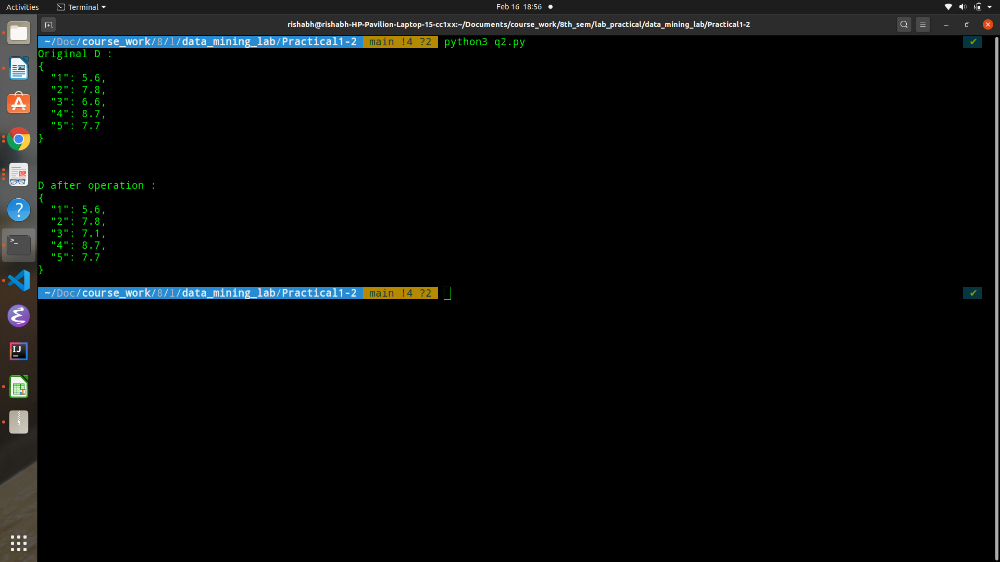 Activities
Terminal
Feb 16 18:56
rishabh@rishabh-HP-Pavilion-Laptop-15-cc1xx:~/Documents/course_work/8th_sem/lab_practical/data_mining_lab/Practical1-2
~/Doc/course_work/8/l/data_mining_lab/Practical1-2 main !4 ?2 python3 q2.py ✔
Original D :
{
  "1": 5.6,
  "2": 7.8,
  "3": 6.6,
  "4": 8.7,
  "5": 7.7
}
D after operation :
{
  "1": 5.6,
  "2": 7.8,
  "3": 7.1,
  "4": 8.7,
  "5": 7.7
}
~/Doc/course_work/8/l/data_mining_lab/Practical1-2 main !4 ?2 ✔
?
>_
IJ